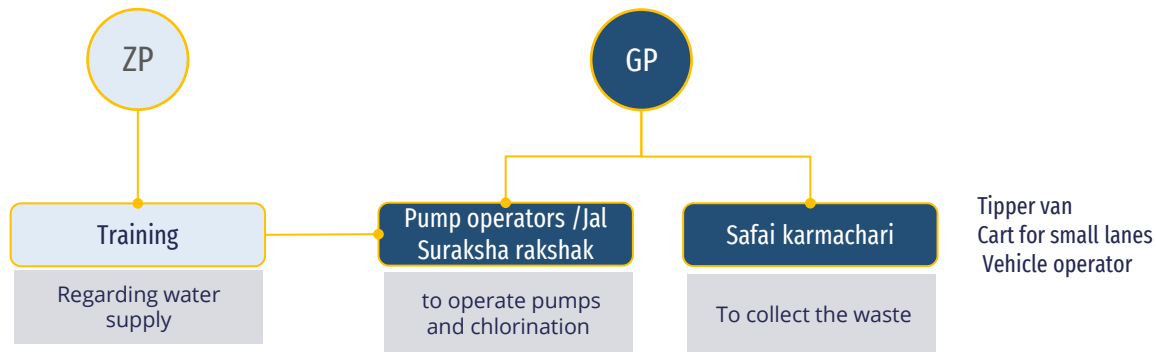 ZP
GP
Training
Pump operators /Jal
Suraksha rakshak
Safai karmachari
Tipper van
Cart for small lanes
Vehicle operator
Regarding water
supply
to operate pumps
and chlorination
To collect the waste